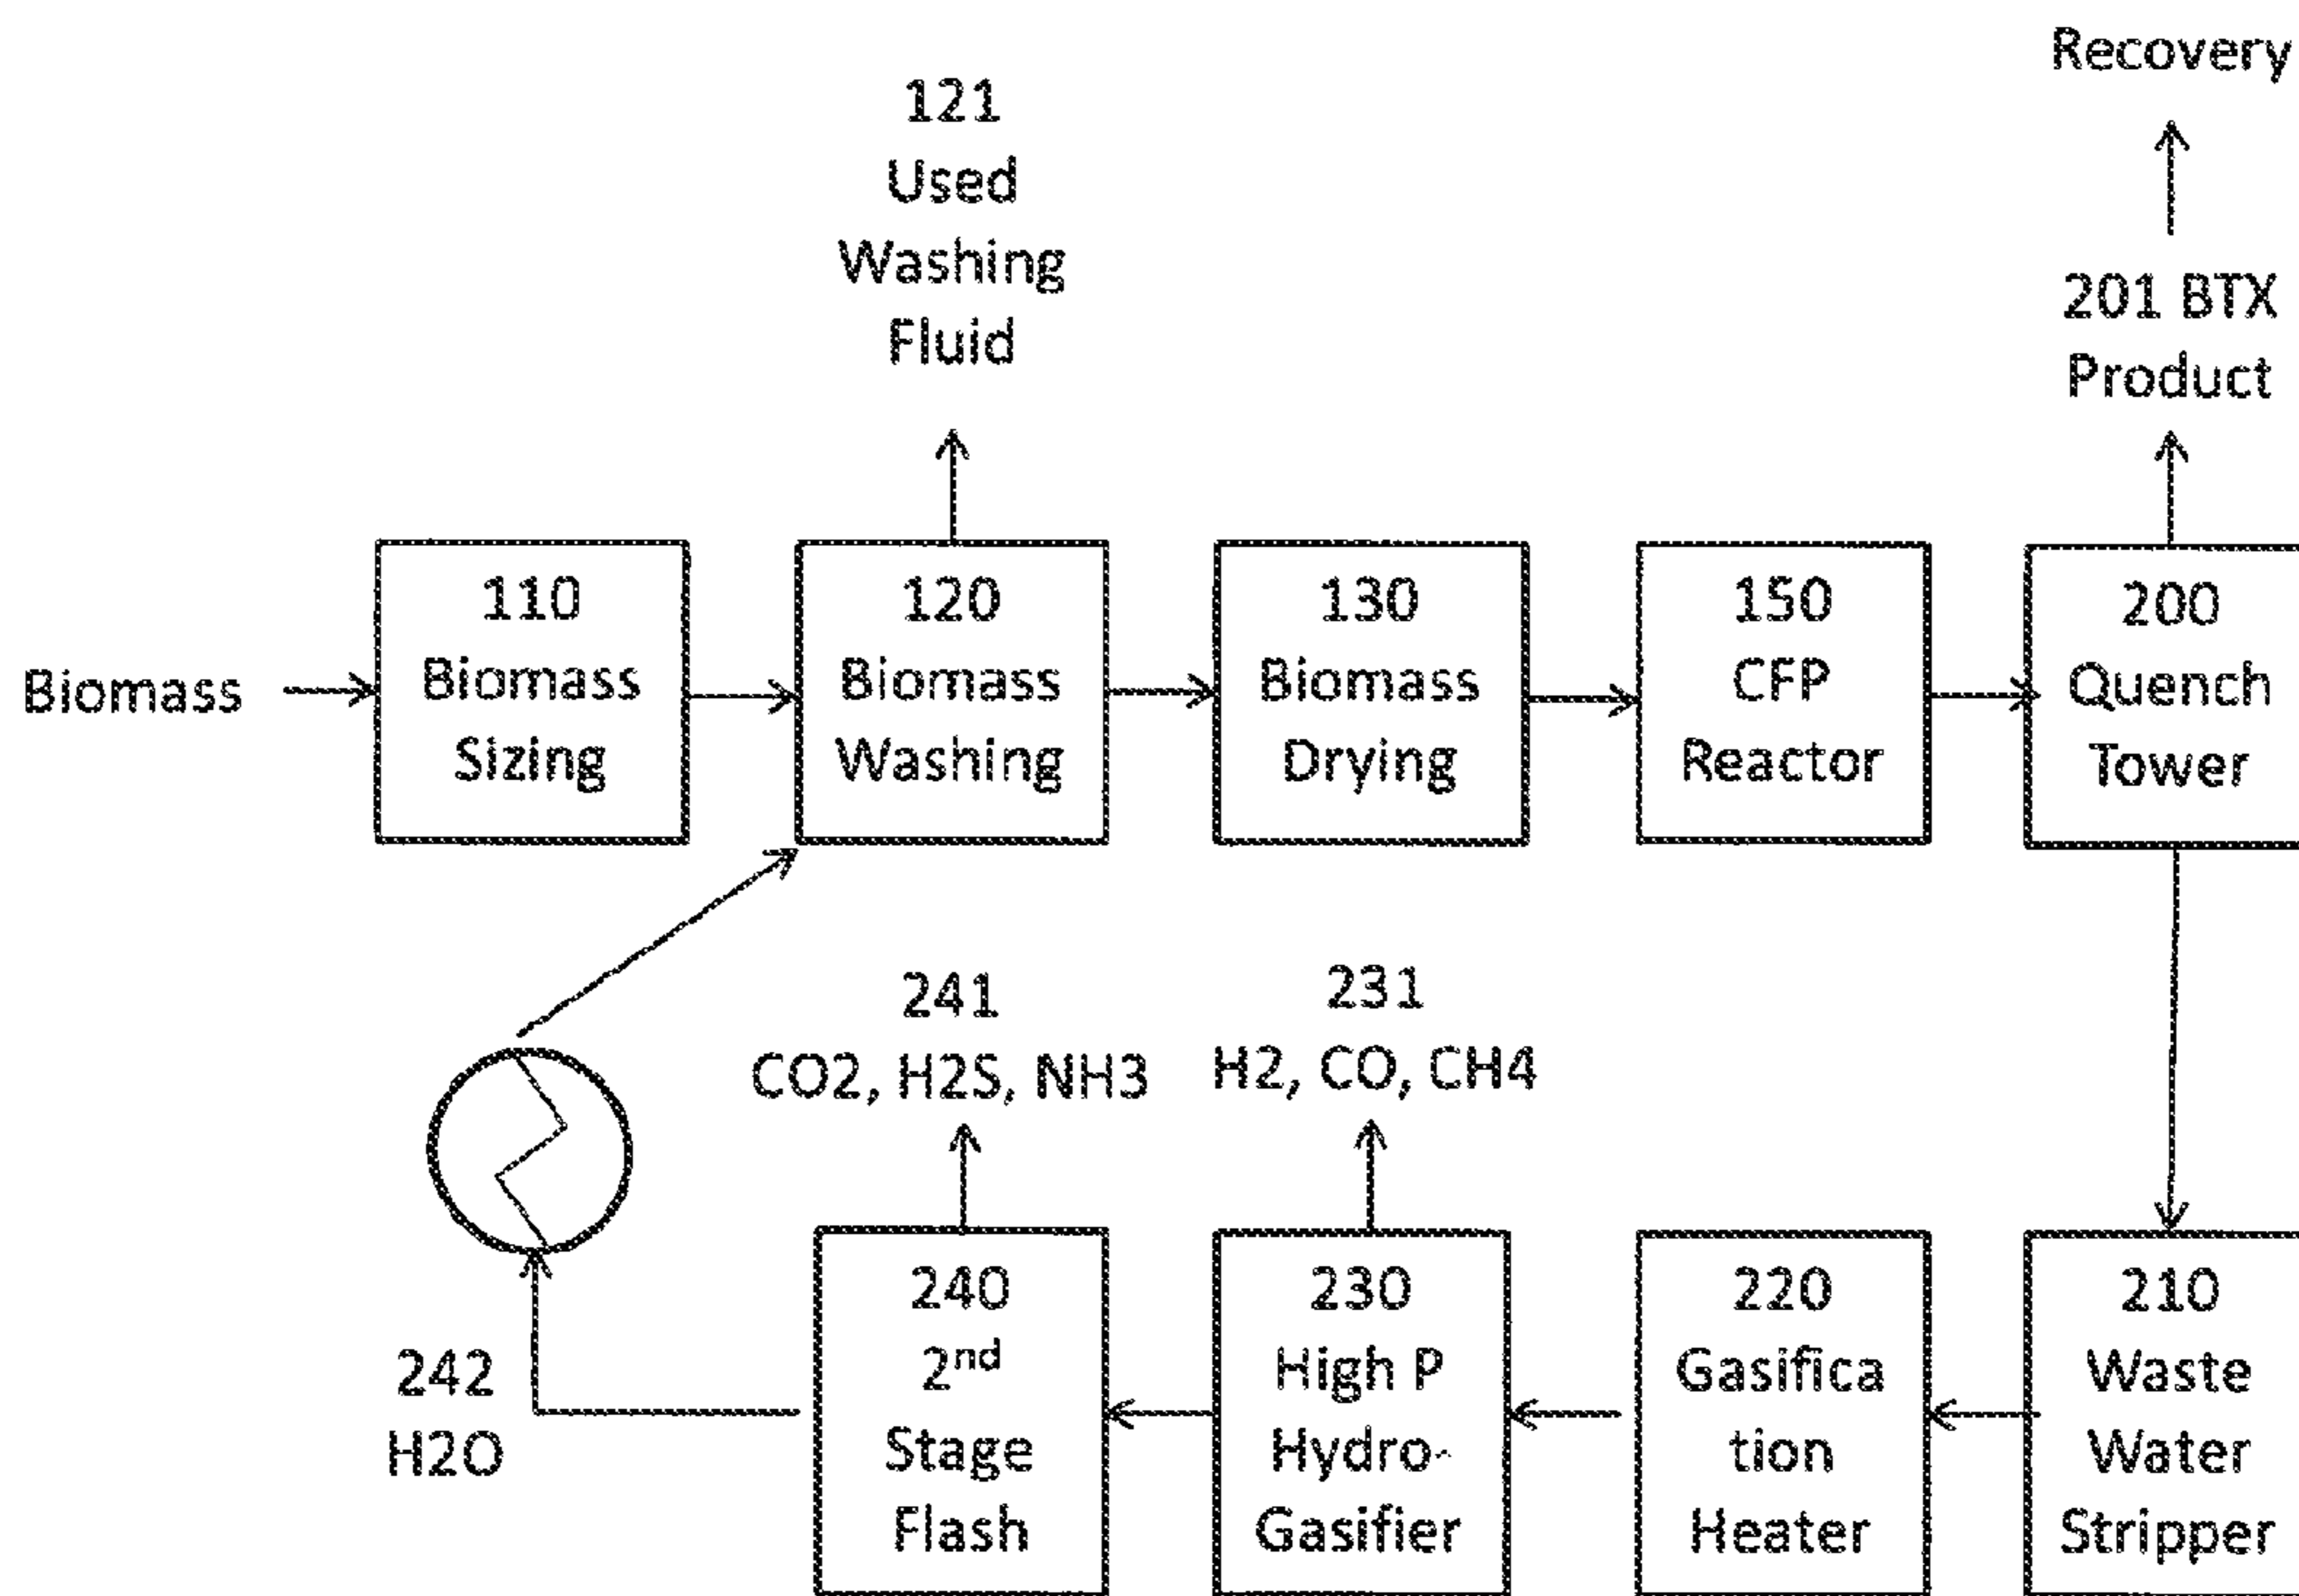 Recovery
121
Used
Washing
Fluid
201 BTX
Product
Biomass
110
Biomass
Sizing
120
Biomass
Washing
130
Biomass
Drying
150
CFP
Reactor
200
Quench
Tower
241
CO2, H2S, NH3
231
H2, CO, CH4
242
H2O
240
2nd
Stage
Flash
230
High P
Hydro-
Gasifier
220
Gasifica
tion
Heater
210
Waste
Water
Stripper